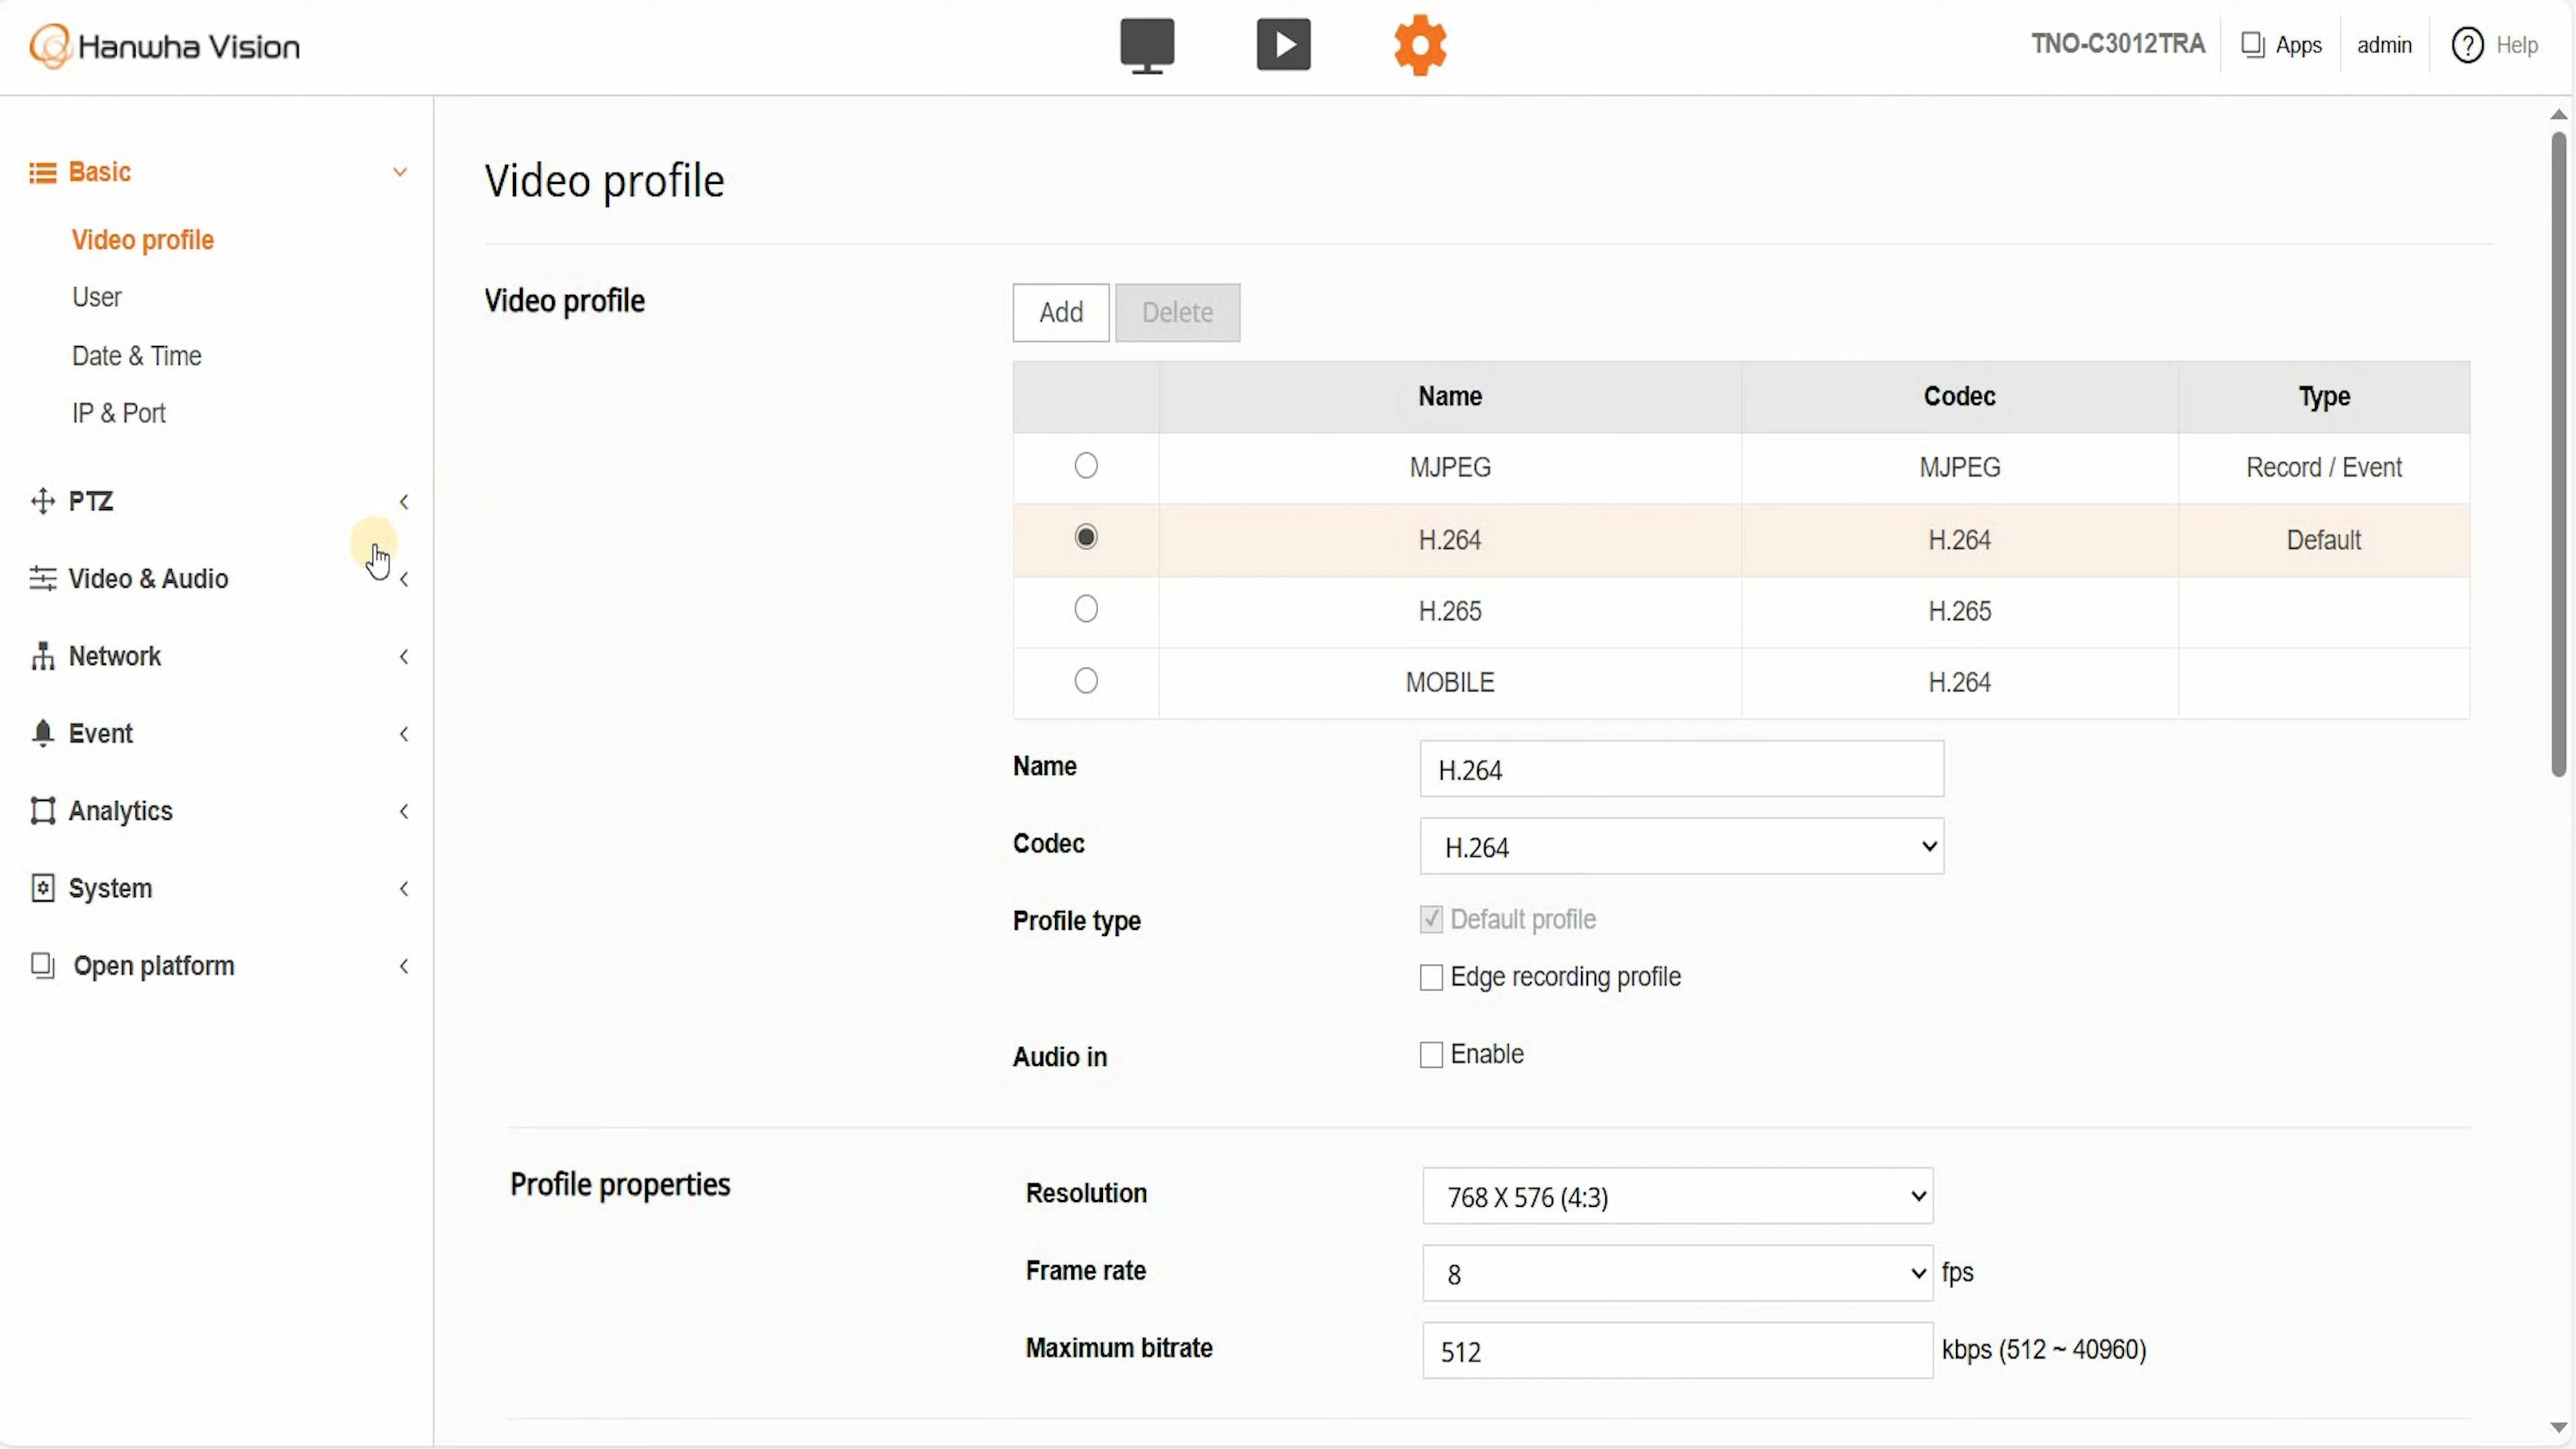 Hanwha Vision
TNO-C3012TRA
Apps
admin
? Help
Basic
Video profile
User
Date & Time
IP & Port
PTZ
Video & Audio
Network
Event
Analytics
System
Open platform
Video profile
Video profile
Add Delete
Name Codec Type
MJPEG MJPEG Record / Event
H.264 H.264 Default
H.265 H.265
MOBILE H.264
Name H.264
Codec H.264
Profile type Default profile
Edge recording profile
Audio in Enable
Profile properties
Resolution 768 X 576 (4:3)
Frame rate 8 fps
Maximum bitrate 512 kbps (512 ~ 40960)